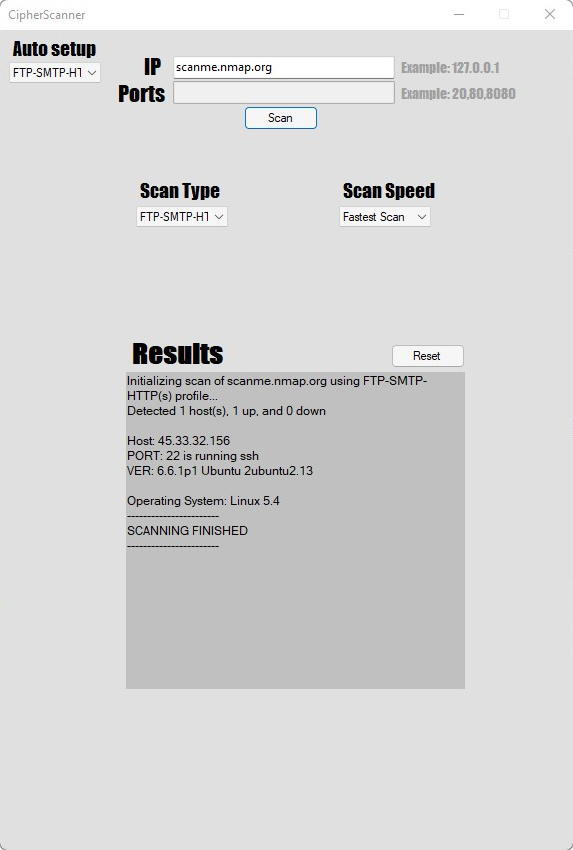 CipherScanner
Auto setup
FTP-SMTP-HT
IP
scanme.nmap.org
Example: 127.0.0.1
Ports
Example: 20,80,8080
Scan
Scan Type
Scan Speed
FTP-SMTP-HT
Fastest Scan
Results
Reset
Initializing scan of scanme.nmap.org using FTP-SMTP-
HTTP(s) profile...
Detected 1 host(s), 1 up, and 0 down
Host: 45.33.32.156
PORT: 22 is running ssh
VER: 6.6.1p1 Ubuntu 2ubuntu2.13
Operating System: Linux 5.4
-----------------------
SCANNING FINISHED
-----------------------